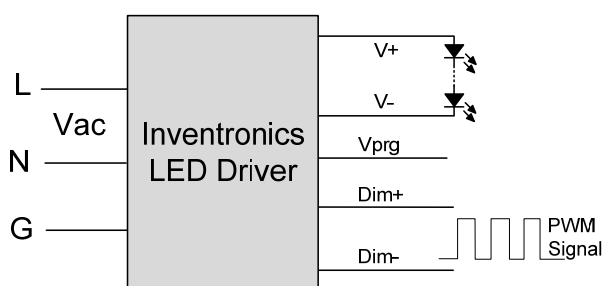 L
Vac
N
G
Inventronics
LED Driver
V+
V-
Vprg
Dim+
Dim-
PWM
Signal